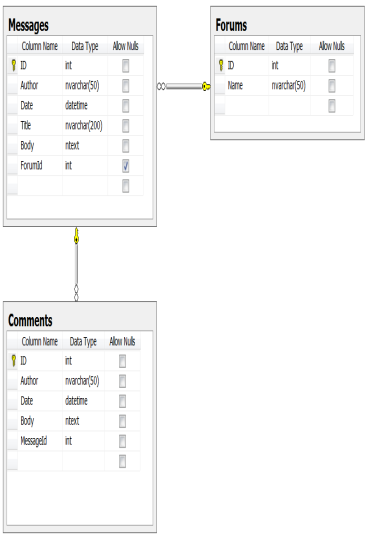 Messages
Column Name Data Type Allow Nulls
ID int
Author nvarchar(50)
Date datetime
Title nvarchar(200)
Body ntext
ForumId int
Forums
Column Name Data Type Allow Nulls
ID int
Name nvarchar(50)
Comments
Column Name Data Type Allow Nulls
ID int
Author nvarchar(50)
Date datetime
Body ntext
MessageId int